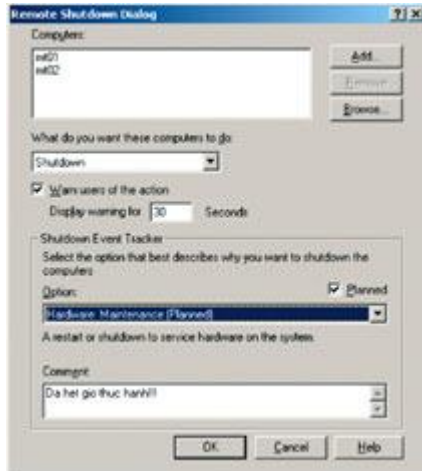 Remote Shutdown Dialog
Computers:
mit01
mit02
Add...
Remove
Browse...
What do you want these computers to do:
Shutdown
Warn users of the action
Display warning for 30 Seconds
Shutdown Event Tracker
Select the option that best describes why you want to shutdown the
computers
Option:
Planned
Hardware: Maintenance (Planned)
A restart or shutdown to service hardware on the system.
Comment:
Da het gio thuc hanh!!!
OK
Cancel
Help